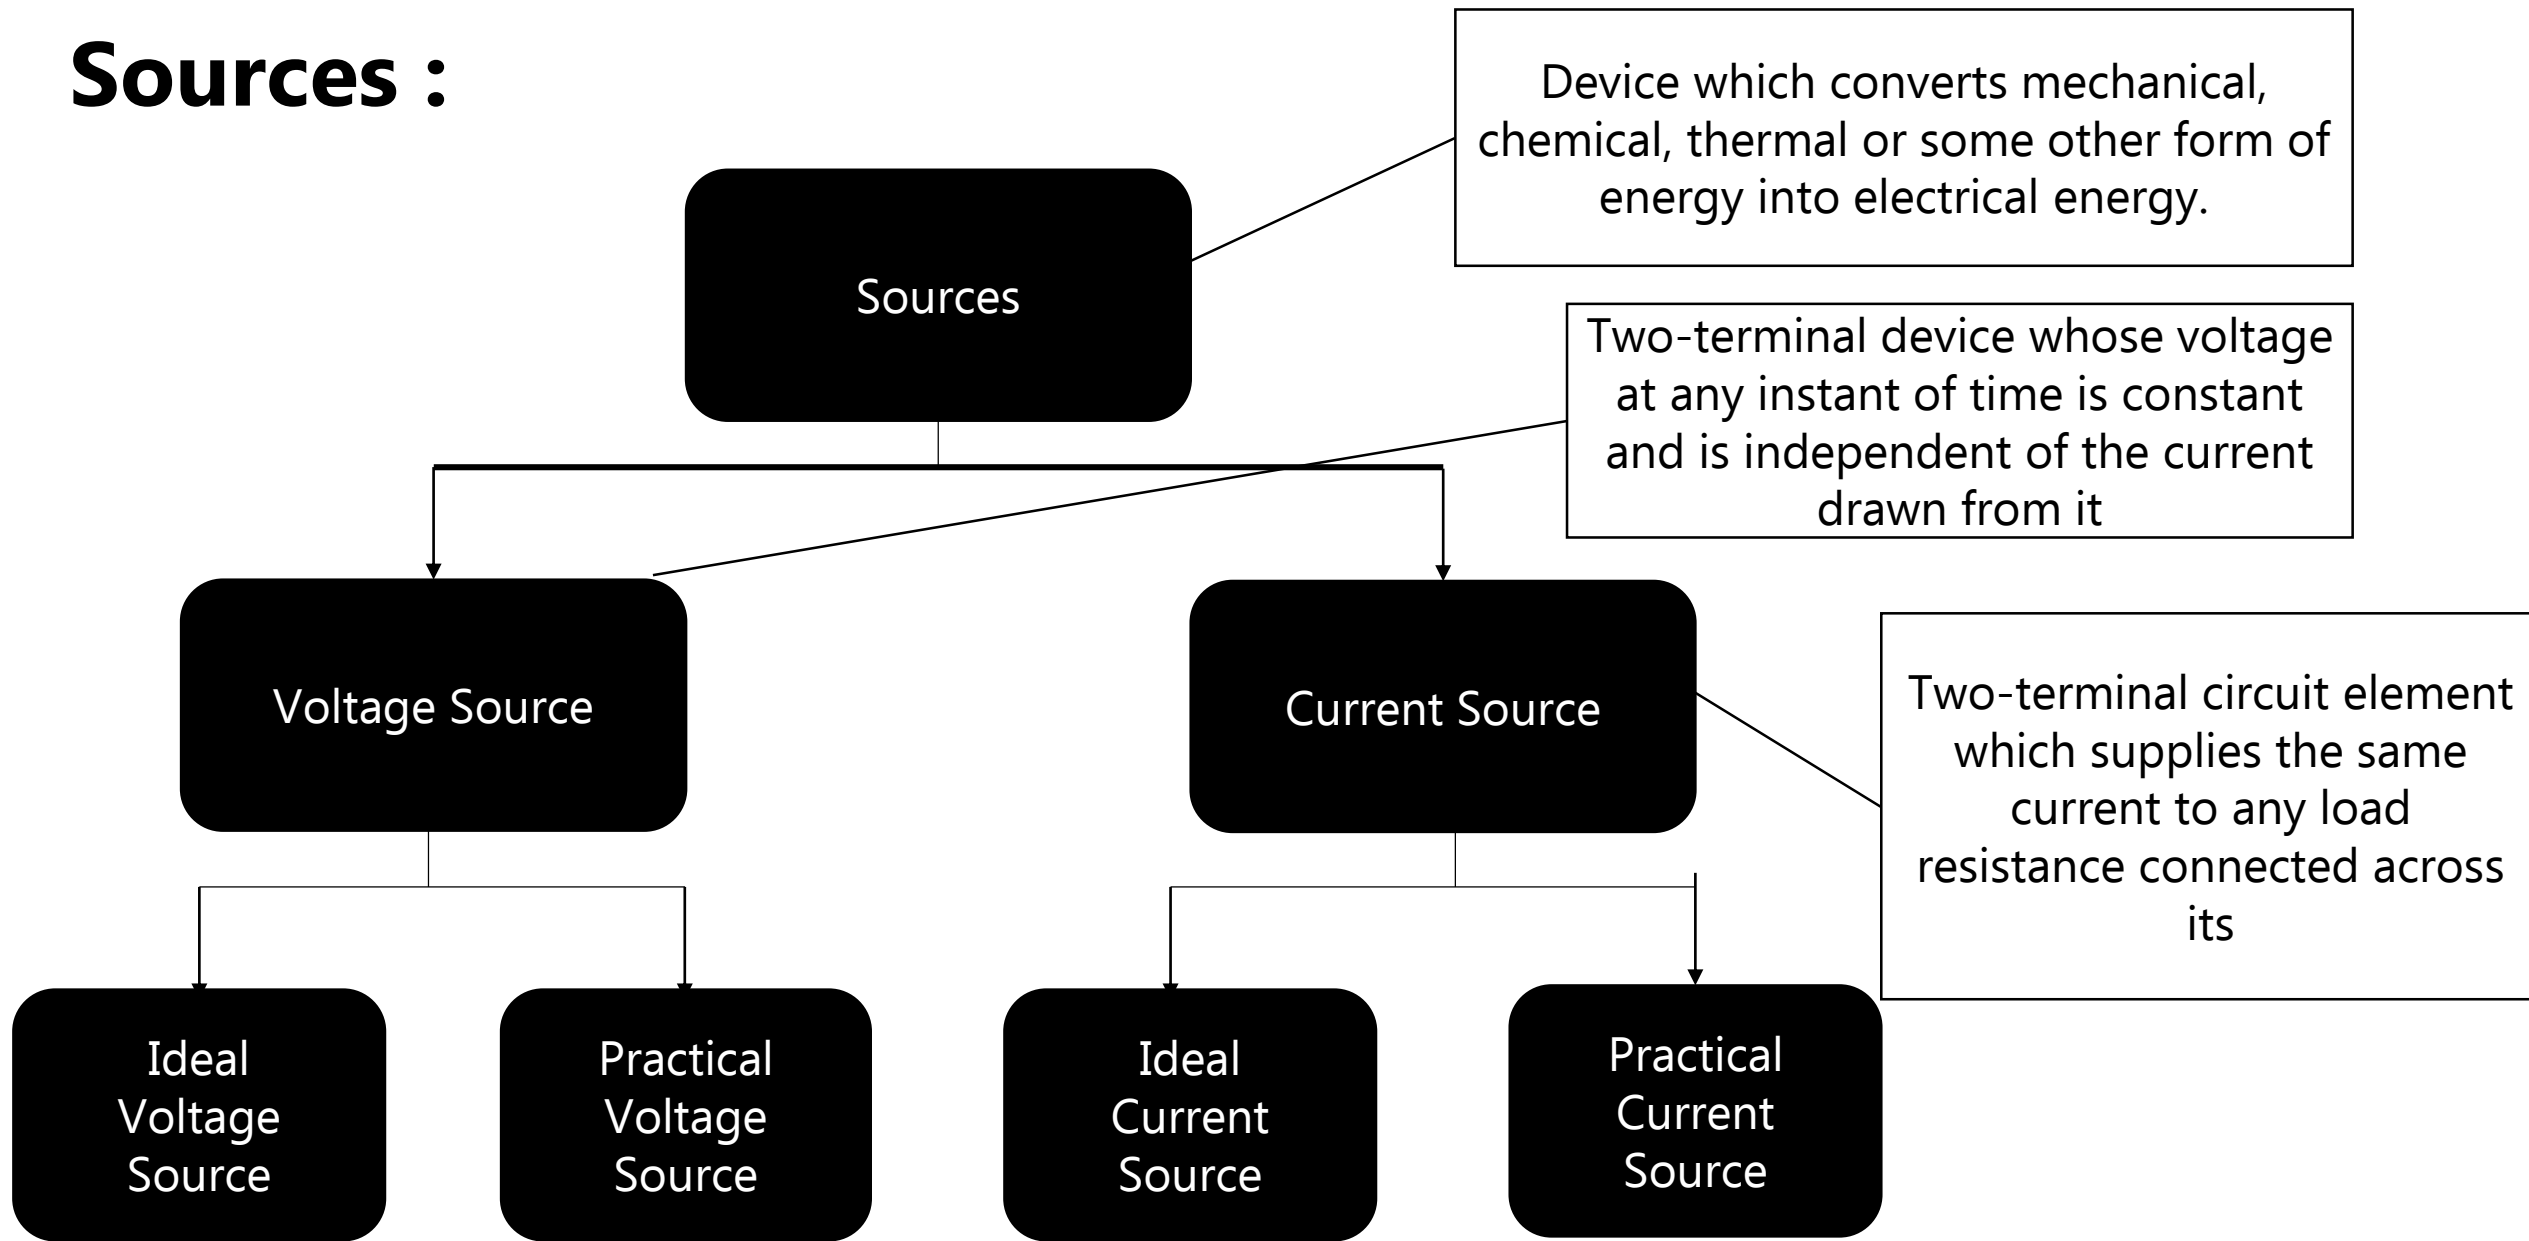 Sources :
Device which converts mechanical,
chemical, thermal or some other form of
energy into electrical energy.
Sources
Two-terminal device whose voltage
at any instant of time is constant
and is independent of the current
drawn from it
Voltage Source
Current Source
Two-terminal circuit element
which supplies the same
current to any load
resistance connected across
its
Ideal
Voltage
Source
Practical
Voltage
Source
Ideal
Current
Source
Practical
Current
Source